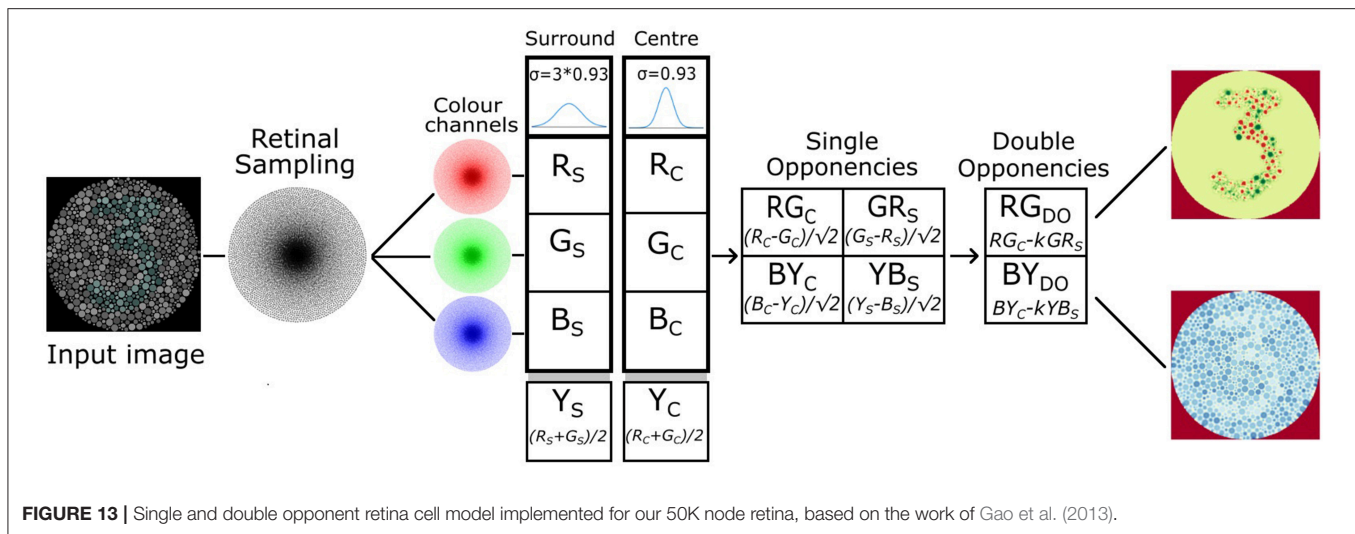 Surround
Centre
σ=3*0.93
σ=0.93
Colour
channels
Retinal
Sampling
Input image
R_S
R_C
G_S
G_C
B_S
B_C
Y_S
(R_S+G_S)/2
Y_C
(R_C+G_C)/2
Single
Opponencies
RG_C
(R_C-G_C)/√2
GR_S
(G_S-R_S)/√2
BY_C
(B_C-Y_C)/√2
YB_S
(Y_S-B_S)/√2
Double
Opponencies
RG_DO
RG_C-kGR_S
BY_DO
BY_C-kYB_S
3
3
3
FIGURE 13 | Single and double opponent retina cell model implemented for our 50K node retina, based on the work of Gao et al. (2013).